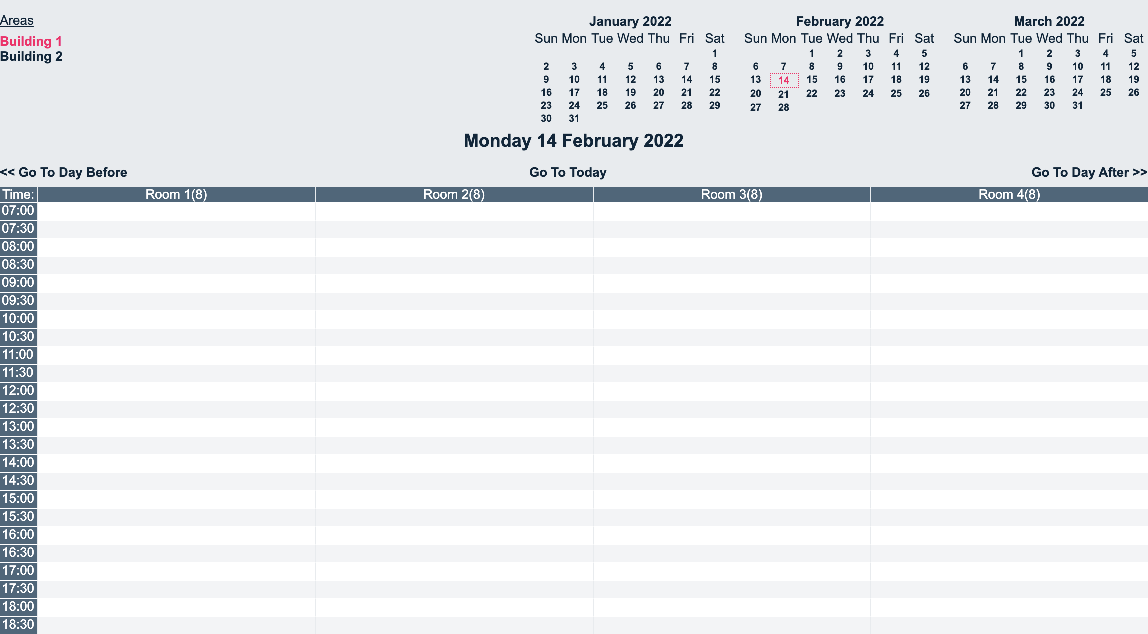 Areas
Building 1
Building 2
January 2022
Sun Mon Tue Wed Thu Fri Sat
1
2 3 4 5 6 7 8
9 10 11 12 13 14 15
16 17 18 19 20 21 22
23 24 25 26 27 28 29
30 31
February 2022
Sun Mon Tue Wed Thu Fri Sat
1 2 3 4 5
6 7 8 9 10 11 12
13 14 15 16 17 18 19
20 21 22 23 24 25 26
27 28
March 2022
Sun Mon Tue Wed Thu Fri Sat
1 2 3 4 5
6 7 8 9 10 11 12
13 14 15 16 17 18 19
20 21 22 23 24 25 26
27 28 29 30 31
Monday 14 February 2022
<< Go To Day Before Go To Today Go To Day After >>
Time: Room 1(8) Room 2(8) Room 3(8) Room 4(8)
07:00
07:30
08:00
08:30
09:00
09:30
10:00
10:30
11:00
11:30
12:00
12:30
13:00
13:30
14:00
14:30
15:00
15:30
16:00
16:30
17:00
17:30
18:00
18:30